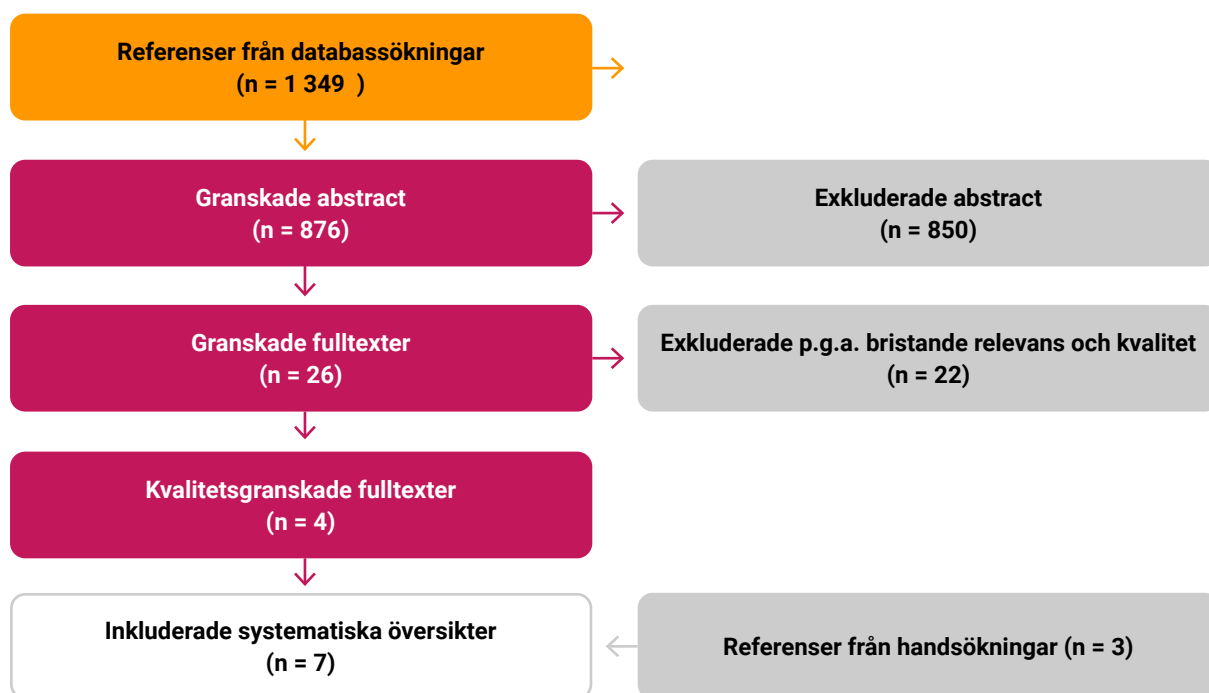 Referenser från databassökningar
(n = 1 349  )
Granskade abstract
(n = 876)
Exkluderade abstract
(n = 850)
Granskade fulltexter
(n = 26)
Exkluderade p.g.a. bristande relevans och kvalitet
(n = 22)
Kvalitetsgranskade fulltexter
(n = 4)
Inkluderade systematiska översikter
(n = 7)
Referenser från handsökningar (n = 3)